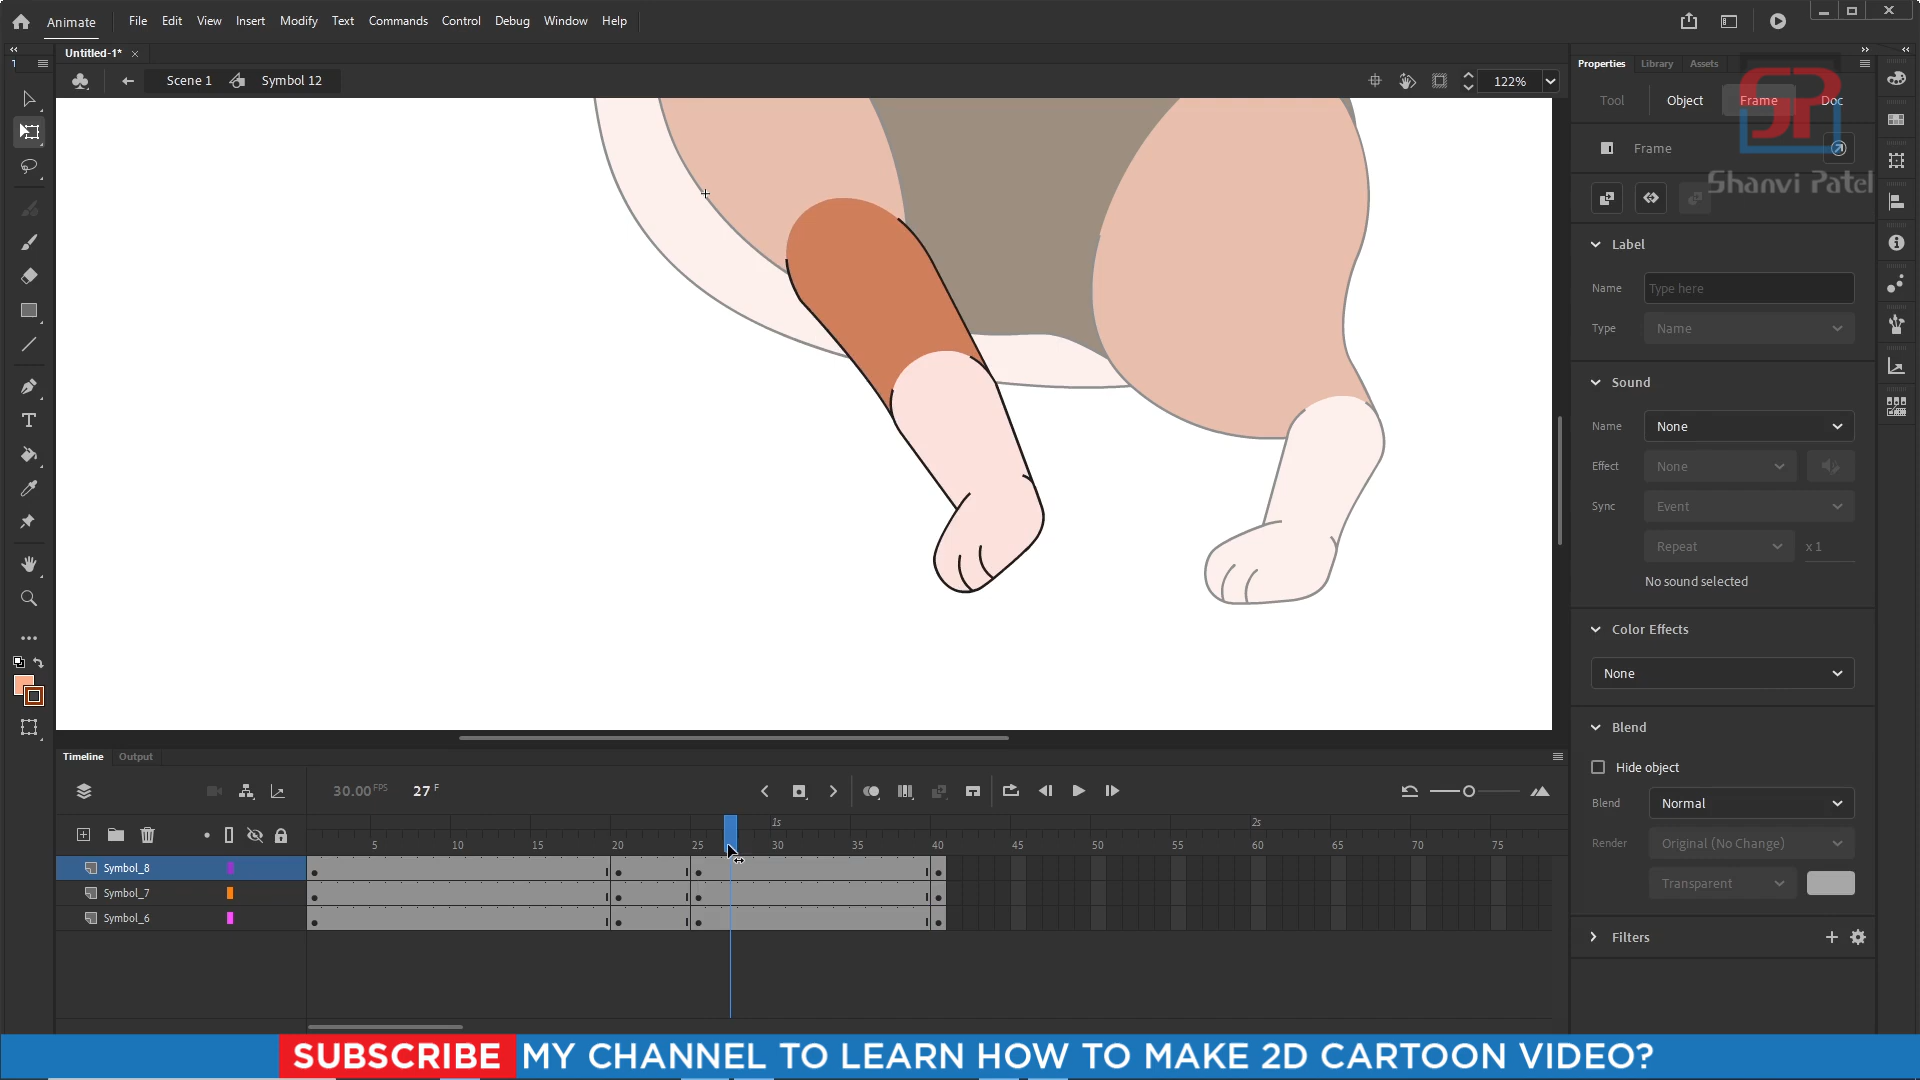 Animate File Edit View Insert Modify Text Commands Control Debug Window Help
Untitled-1* ×
Scene 1 Symbol 12 122%
Properties Library Assets
Tool Object Frame Doc
Frame
Shanvi Patel
Label
Name Type here
Type Name
Sound
Name None
Effect None
Sync Event
Repeat x 1
No sound selected
Color Effects
None
Blend
Hide object
Blend Normal
Render Original (No Change)
Transparent
Filters
Timeline Output
30.00 FPS 27 F
1s 2s
5 10 15 20 25 30 35 40 45 50 55 60 65 70 75
Symbol_8
Symbol_7
Symbol_6
SUBSCRIBE MY CHANNEL TO LEARN HOW TO MAKE 2D CARTOON VIDEO?